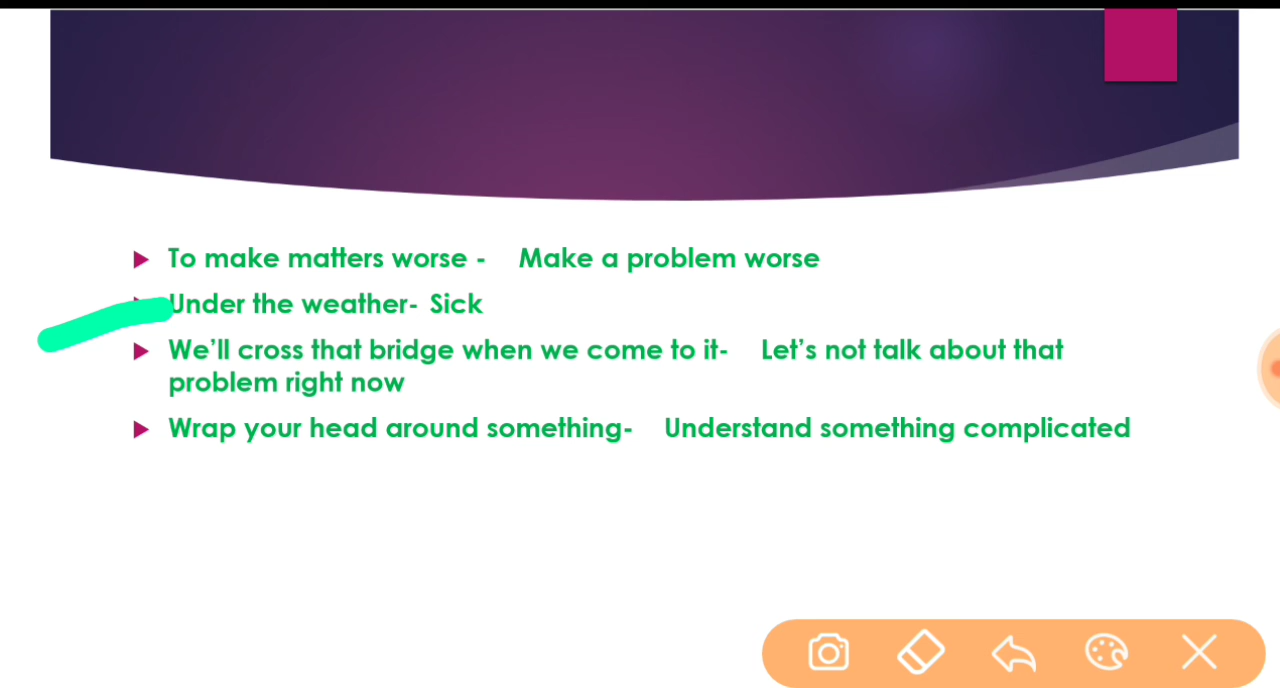 To make matters worse - Make a problem worse
Under the weather- Sick
We’ll cross that bridge when we come to it- Let’s not talk about that
problem right now
Wrap your head around something- Understand something complicated